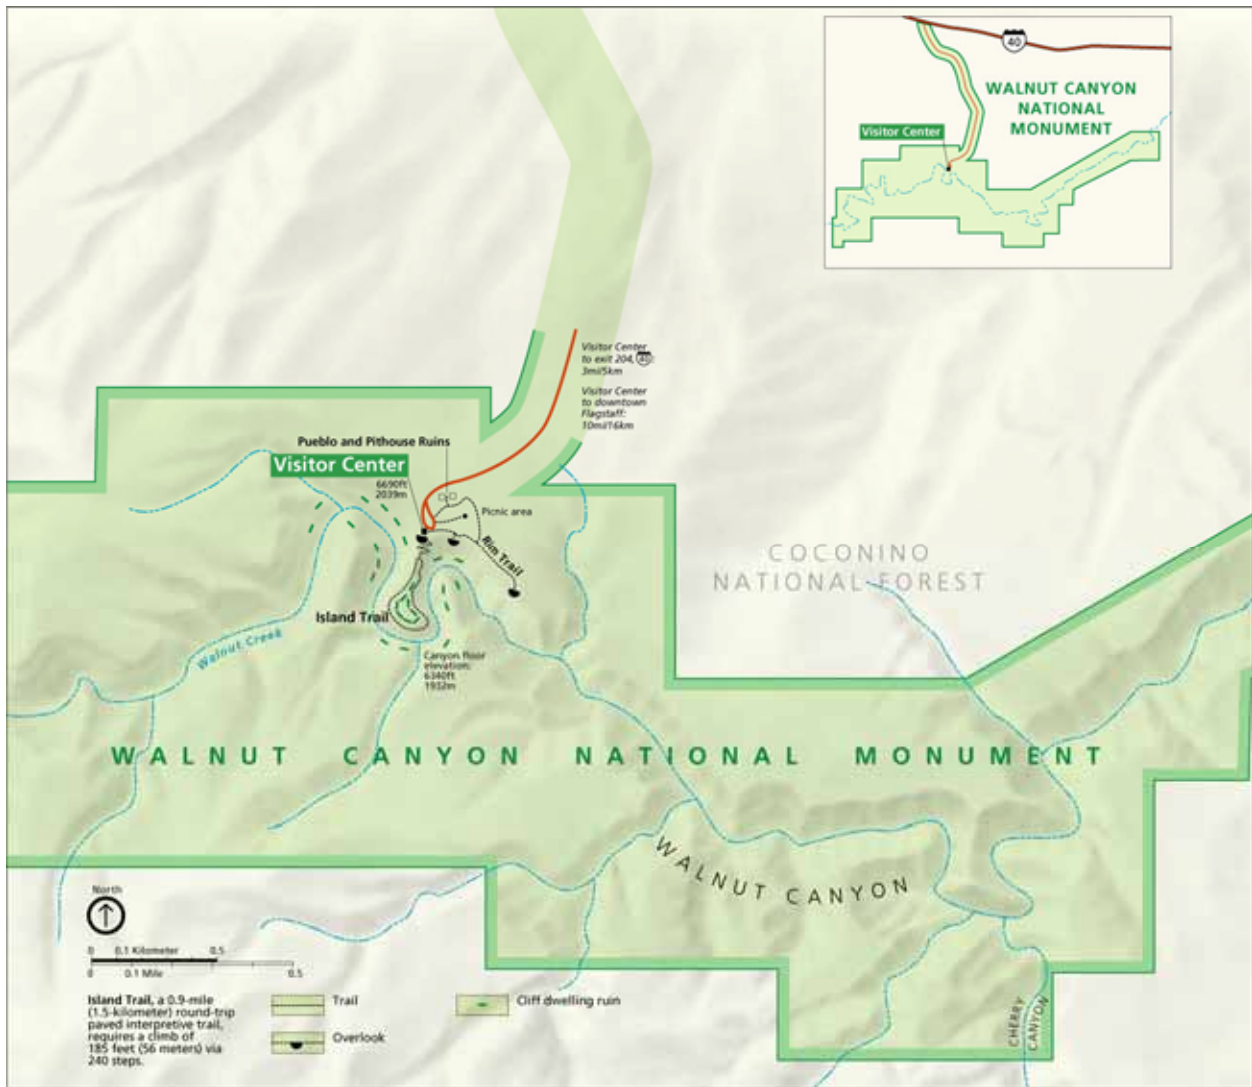 40
WALNUT CANYON
NATIONAL
MONUMENT
Visitor Center
Visitor Center
to exit 204, 40:
3mi/5km
Visitor Center
to downtown
Flagstaff:
10mi/16km
Pueblo and Pithouse Ruins
Visitor Center
6690ft
2039m
Picnic area
Rim Trail
COCONINO
NATIONAL FOREST
Island Trail
Walnut Creek
Canyon floor
elevation:
6340ft
1932m
WALNUT CANYON NATIONAL MONUMENT
WALNUT CANYON
CHERRY
CANYON
North
0 0.1 Kilometer 0.5
0 0.1 Mile 0.5
Island Trail, a 0.9-mile
(1.5-kilometer) round-trip
paved interpretive trail,
requires a climb of
185 feet (56 meters) via
240 steps.
Trail
Overlook
Cliff dwelling ruin